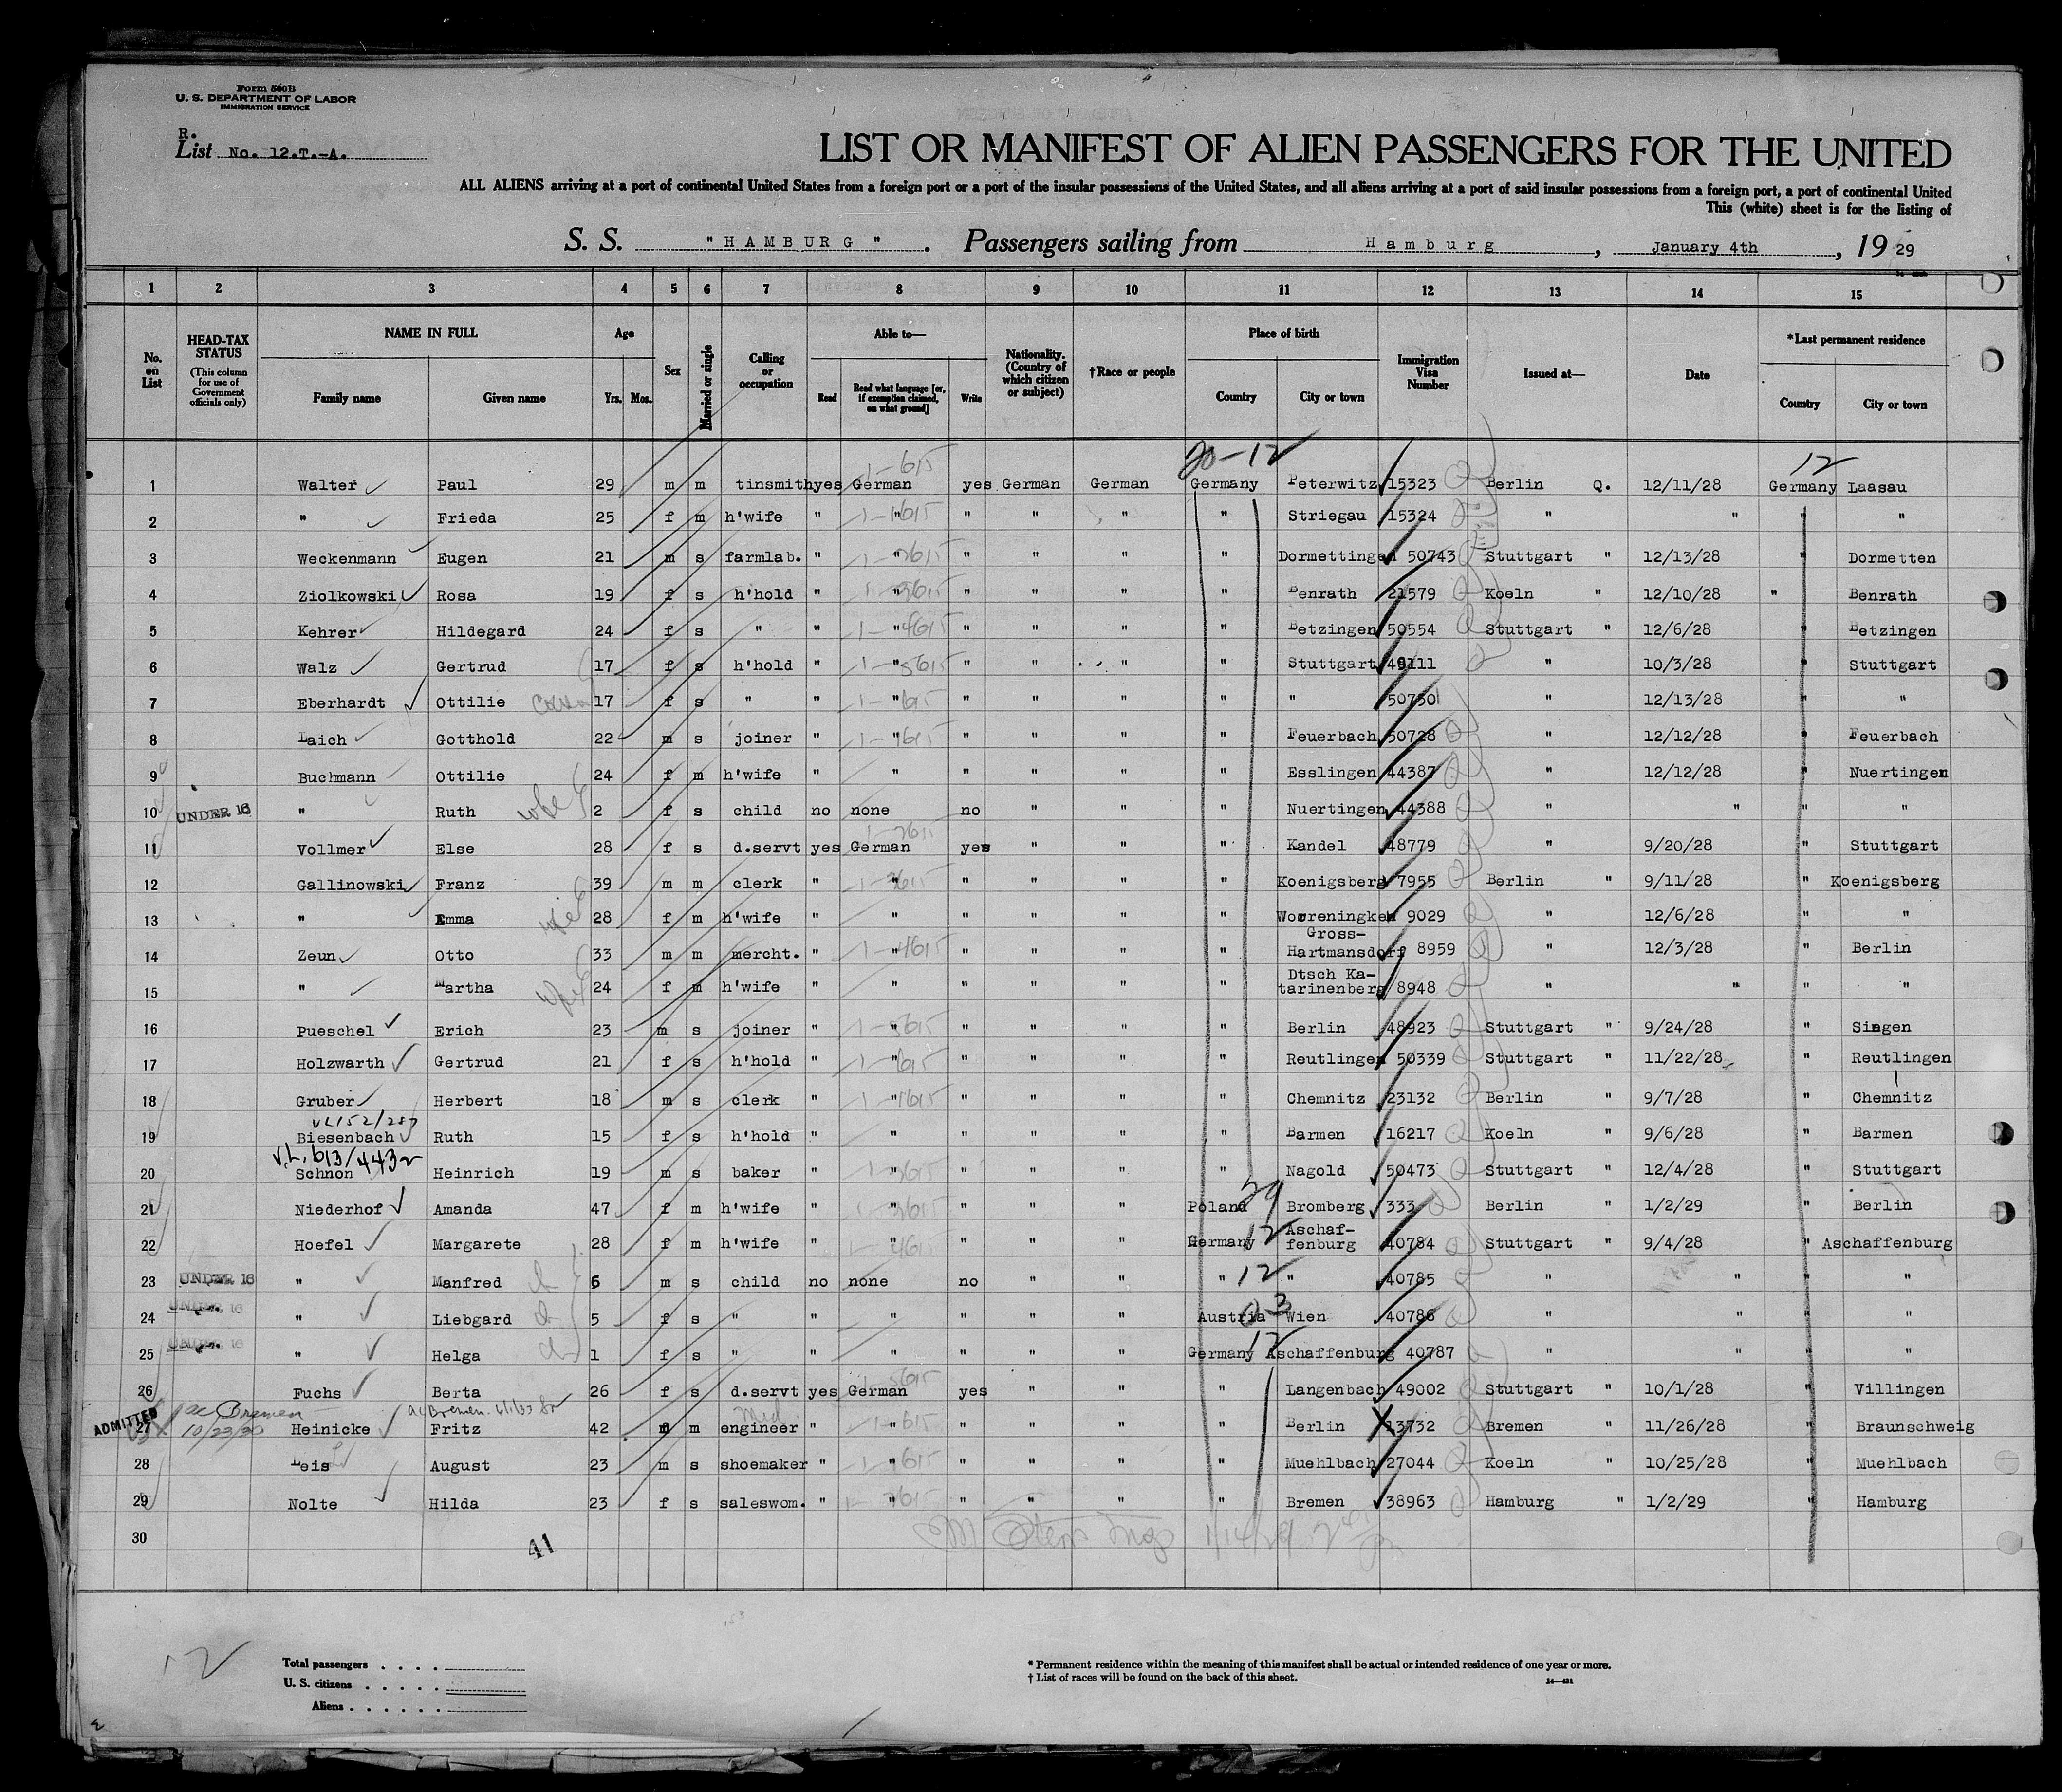 Form 500B
U. S. DEPARTMENT OF LABOR
IMMIGRATION SERVICE
R.
List No. 12.T.-A.
LIST OR MANIFEST OF ALIEN PASSENGERS FOR THE UNITED
ALL ALIENS arriving at a port of continental United States from a foreign port or a port of the insular possessions of the United States, and all aliens arriving at a port of said insular possessions from a foreign port, a port of continental United
This (white) sheet is for the listing of
S. S. "HAMBURG". Passengers sailing from Hamburg, January 4th, 1929
1 2 3 4 5 6 7 8 9 10 11 12 13 14 15
No. on List HEAD-TAX STATUS (This column for use of Government officials only) NAME IN FULL Family name Given name Age Yrs. Mos. Sex Married or single Calling or occupation Able to— Read Read what language [or, if exemption claimed, on what ground] Write Nationality. (Country of which citizen or subject) †Race or people Place of birth Country City or town Immigration Visa Number Issued at— Date *Last permanent residence Country City or town
20-12 12
1 Walter Paul 29 m m tinsmith yes German yes German German Germany Peterwitz 15323 Berlin Q. 12/11/28 Germany Laasau
2 " Frieda 25 f m h'wife " " " " " " Striegau 15324 " " " "
3 Weckenmann Eugen 21 m s farmlab. " " " " " " Dormettingen 50743 Stuttgart " 12/13/28 " Dormetten
4 Ziolkowski Rosa 19 f s h'hold " " " " " " Benrath 21579 Koeln " 12/10/28 " Benrath
5 Kehrer Hildegard 24 f s " " " " " " " Betzingen 50554 Stuttgart " 12/6/28 " Betzingen
6 Walz Gertrud 17 f s h'hold " " " " " " Stuttgart 49111 " 10/3/28 " Stuttgart
7 Eberhardt Ottilie 17 f s " " " " " " " " 50730 " 12/13/28 " "
8 Laich Gotthold 22 m s joiner " " " " " " Feuerbach 50728 " 12/12/28 " Feuerbach
9 Buchmann Ottilie 24 f m h'wife " " " " " " Esslingen 44387 " 12/12/28 " Nuertingen
10 UNDER 16 " Ruth 2 f s child no none no " " " Nuertingen 44388 " " " "
11 Vollmer Else 28 f s d.servt yes German yes " " " Kandel 48779 " 9/20/28 " Stuttgart
12 Gallinowski Franz 39 m m clerk " " " " " " Koenigsberg 7955 Berlin " 9/11/28 " Koenigsberg
13 " Emma 28 f m h'wife " " " " " " Worreningken 9029 " 12/6/28 " "
14 Zeun Otto 33 m m mercht. " " " " " " Gross-Hartmansdorf 8959 " 12/3/28 " Berlin
15 " Martha 24 f m h'wife " " " " " " Dtsch Ka-tarinenberg 8948 " " " "
16 Pueschel Erich 23 m s joiner " " " " " " Berlin 48923 Stuttgart " 9/24/28 " Singen
17 Holzwarth Gertrud 21 f s h'hold " " " " " " Reutlingen 50339 Stuttgart " 11/22/28 " Reutlingen
18 Gruber Herbert 18 m s clerk " " " " " " Chemnitz 23132 Berlin " 9/7/28 " Chemnitz
19 Biesenbach Ruth 15 f s h'hold " " " " " " Barmen 16217 Koeln " 9/6/28 " Barmen
V.L. 613/4432
20 Schnon Heinrich 19 m s baker " " " " " " Nagold 50473 Stuttgart " 12/4/28 " Stuttgart
21 Niederhof Amanda 47 f m h'wife " " " " " Poland Bromberg 333 Berlin " 1/2/29 " Berlin
22 Hoefel Margarete 28 f m h'wife " " " " " Germany 12 Aschaf-fenburg 40784 Stuttgart " 9/4/28 " Aschaffenburg
23 UNDER 16 " Manfred 6 m s child no none no " " " 12 " 40785 " " " "
24 UNDER 16 " Liebgard 5 f s " " " " " " Austria Wien 40786 " " " "
25 UNDER 16 " Helga 1 f s " " " " " " Germany 12 Aschaffenburg 40787 " " " "
26 Fuchs Berta 26 f s d.servt yes German yes " " " Langenbach 49002 Stuttgart " 10/1/28 " Villingen
ADMITTED ac Bremen 10/23/30
27 Heinicke Fritz 42 m m engineer " " " " " " Berlin 13732 Bremen " 11/26/28 " Braunschweig
28 Leis August 23 m s shoemaker " " " " " " Muehlbach 27044 Koeln " 10/25/28 " Muehlbach
29 Nolte Hilda 23 f s saleswom. " " " " " " Bremen 38963 Hamburg " 1/2/29 " Hamburg
30
41
12
Total passengers
U. S. citizens
Aliens
* Permanent residence within the meaning of this manifest shall be actual or intended residence of one year or more.
† List of races will be found on the back of this sheet.
14—431